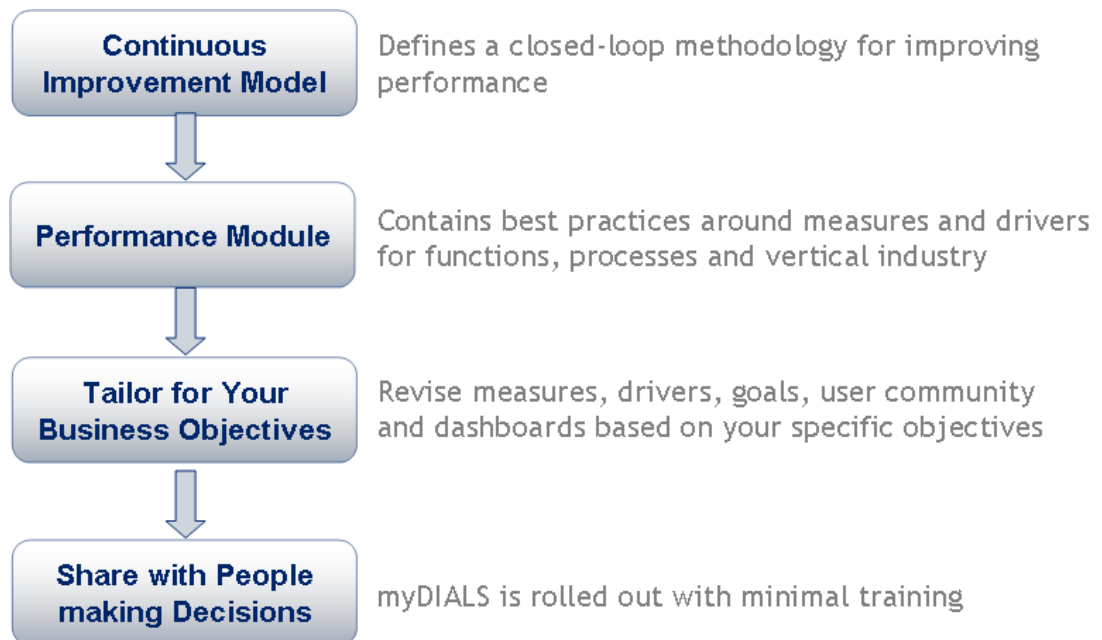 Continuous
Improvement Model
Defines a closed-loop methodology for improving
performance
Performance Module
Contains best practices around measures and drivers
for functions, processes and vertical industry
Tailor for Your
Business Objectives
Revise measures, drivers, goals, user community
and dashboards based on your specific objectives
Share with People
making Decisions
myDIALS is rolled out with minimal training